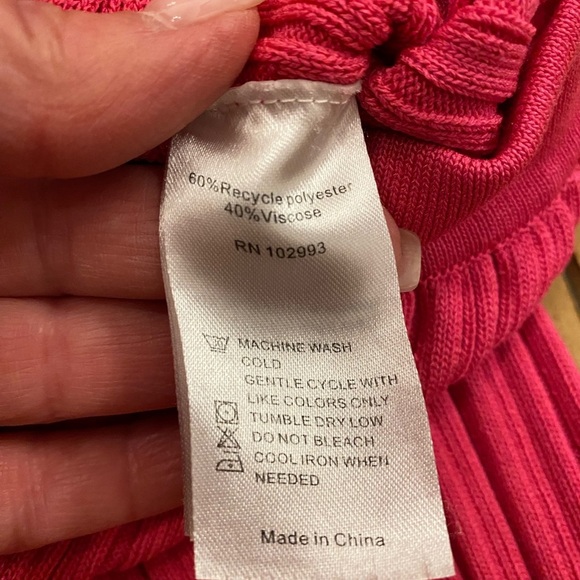 60%Recycle polyester
40%Viscose
RN 102993
MACHINE WASH
COLD
GENTLE CYCLE WITH
LIKE COLORS ONLY
TUMBLE DRY LOW
DO NOT BLEACH
COOL IRON WHEN
NEEDED
Made in China